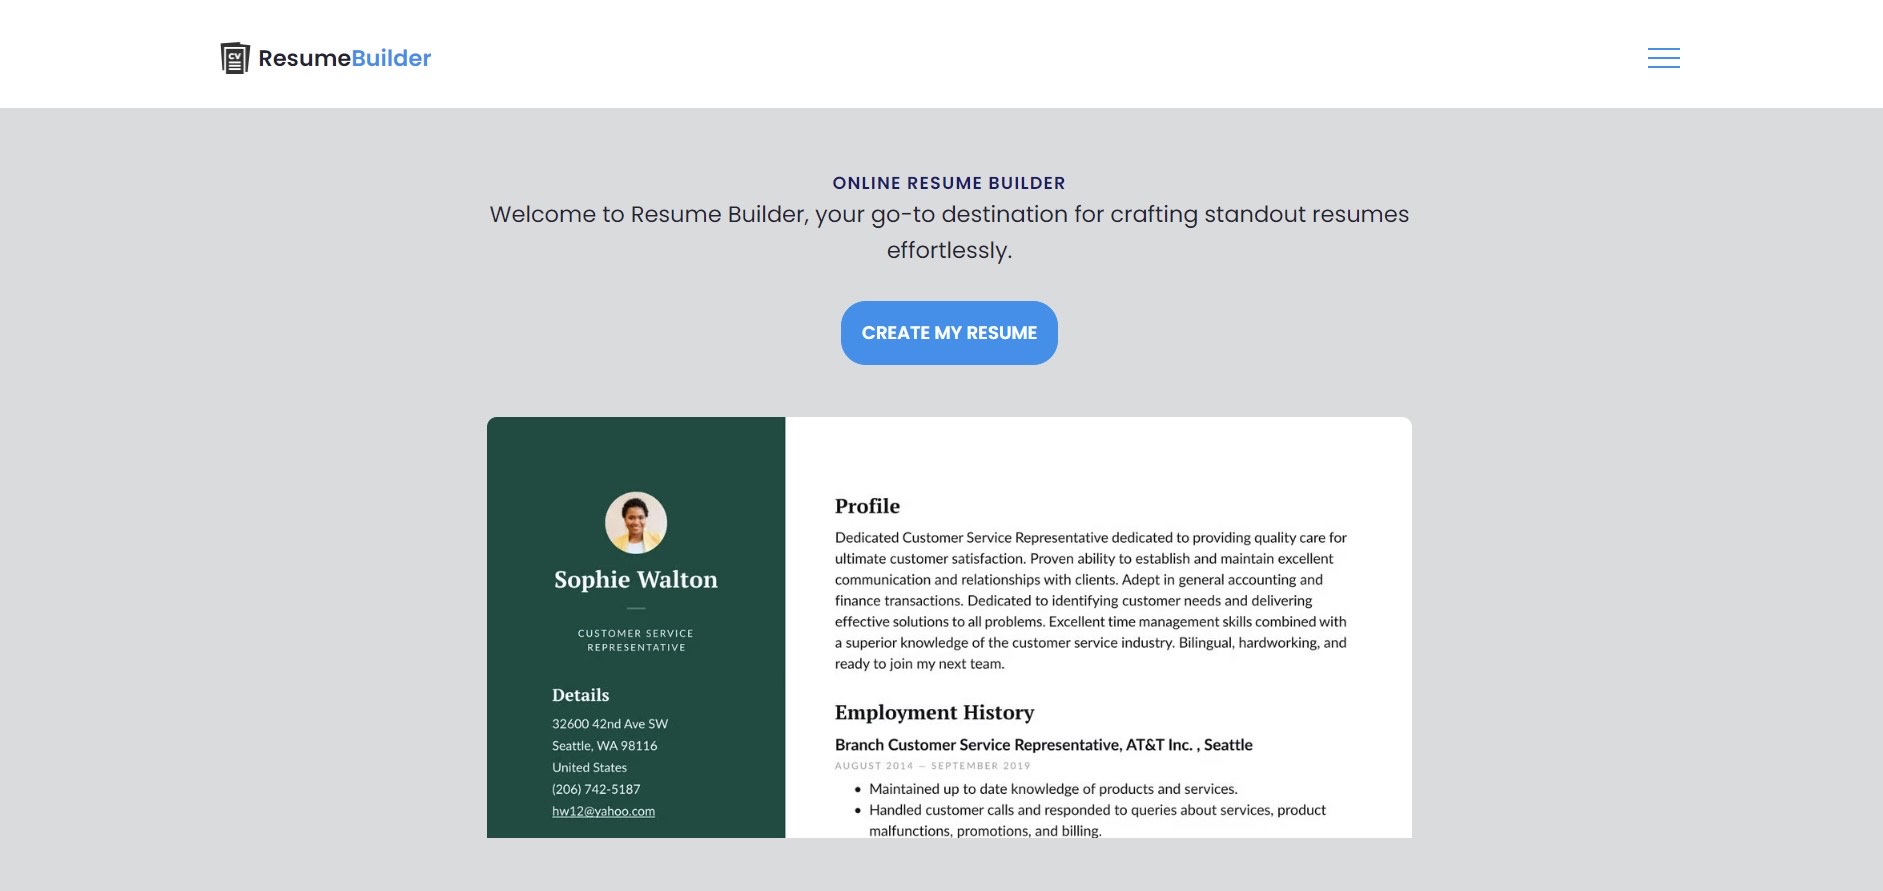 CV ResumeBuilder
ONLINE RESUME BUILDER
Welcome to Resume Builder, your go-to destination for crafting standout resumes
effortlessly.
CREATE MY RESUME
Sophie Walton
CUSTOMER SERVICE
REPRESENTATIVE
Details
32600 42nd Ave SW
Seattle, WA 98116
United States
(206) 742-5187
hw12@yahoo.com
Profile
Dedicated Customer Service Representative dedicated to providing quality care for
ultimate customer satisfaction. Proven ability to establish and maintain excellent
communication and relationships with clients. Adept in general accounting and
finance transactions. Dedicated to identifying customer needs and delivering
effective solutions to all problems. Excellent time management skills combined with
a superior knowledge of the customer service industry. Bilingual, hardworking, and
ready to join my next team.
Employment History
Branch Customer Service Representative, AT&T Inc. , Seattle
AUGUST 2014 — SEPTEMBER 2019
• Maintained up to date knowledge of products and services.
• Handled customer calls and responded to queries about services, product
malfunctions, promotions, and billing.